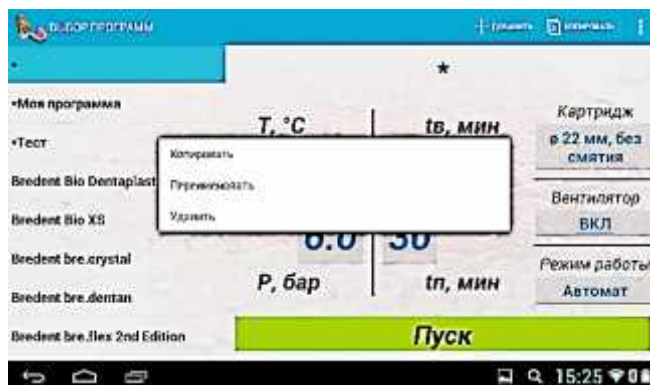 ВЫБОР ПРОГРАММ
ДОБАВИТЬ КОПИРОВАТЬ
*
•Моя программа
•Тест
Bredent Bio Dentaplast
Bredent Bio XS
Bredent bre.crystal
Bredent bre.dentan
Bredent bre.flex 2nd Edition
T, °C
tв, мин
Копировать
Переименовать
Удалить
6.0
30
P, бар
tп, мин
Пуск
Картридж
ø 22 мм, без
смятия
Вентилятор
ВКЛ
Режим работы
Автомат
15:25